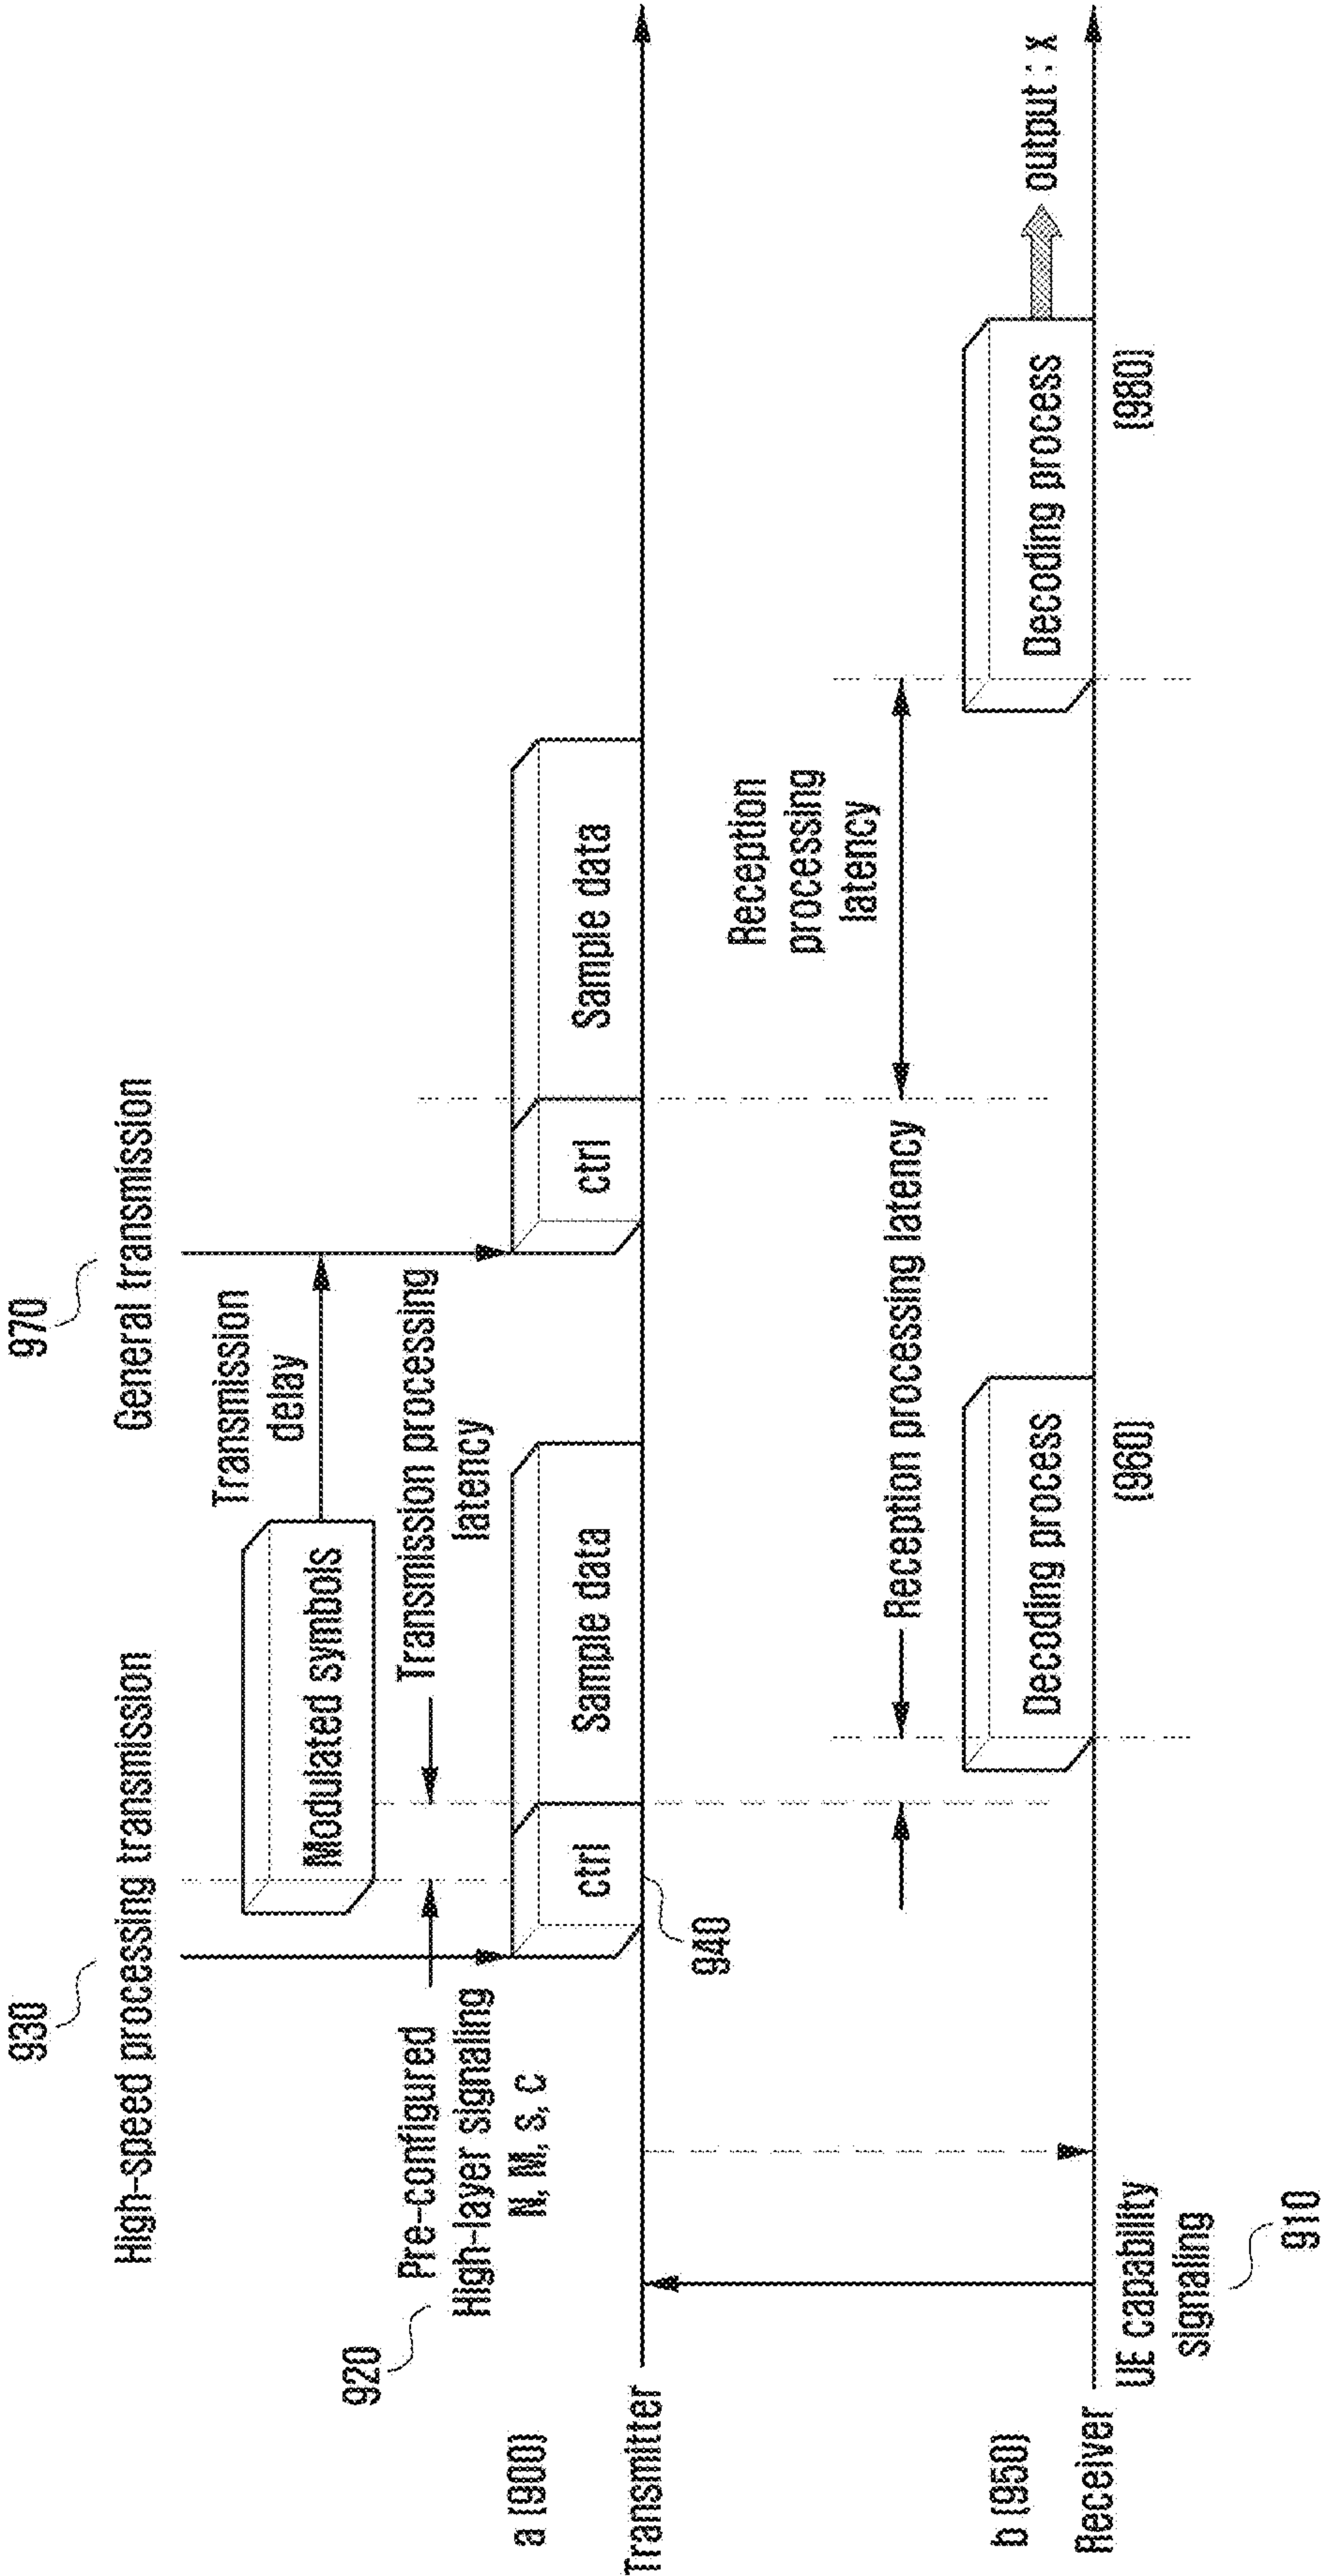 930
High-speed processing transmission
970
General transmission
Modulated symbols
Transmission
delay
920
Pre-configured
High-layer signaling
N, M, s, c
Transmission processing
latency
a (900)
Transmitter
ctrl
Sample data
ctrl
Sample data
940
Reception
processing
latency
Reception processing latency
b (950)
Receiver
Decoding process
Decoding process
output : x
UE capability
signaling
910
(960)
(980)